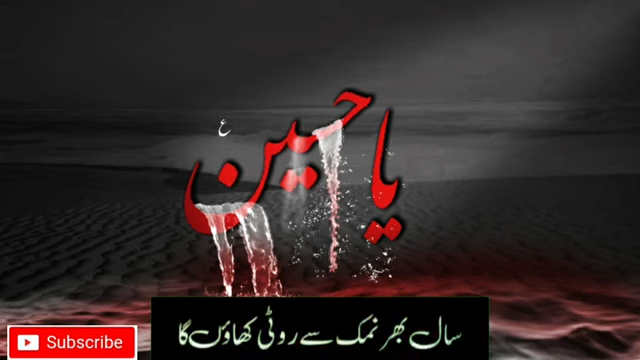 یا حسین
ع
سال بھر نمک سے روٹی کھاؤں گا
Subscribe